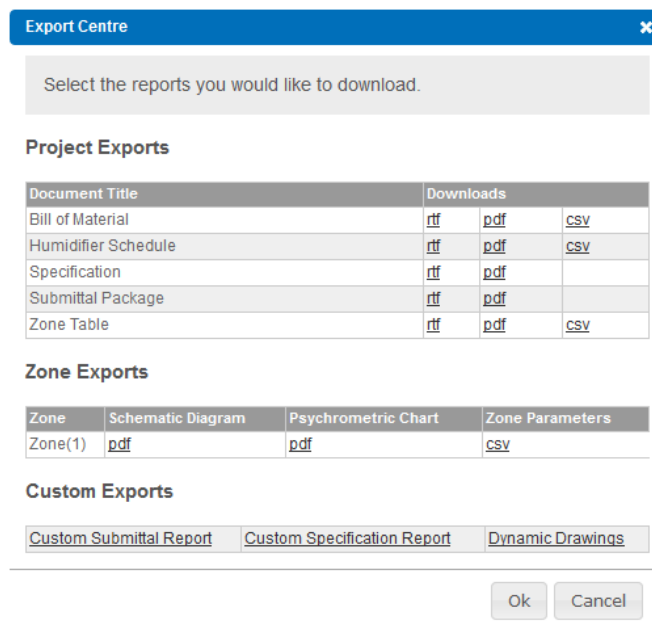 Export Centre
Select the reports you would like to download.
Project Exports
Document Title Downloads
Bill of Material rtf pdf csv
Humidifier Schedule rtf pdf csv
Specification rtf pdf
Submittal Package rtf pdf
Zone Table rtf pdf csv
Zone Exports
Zone Schematic Diagram Psychrometric Chart Zone Parameters
Zone(1) pdf pdf csv
Custom Exports
Custom Submittal Report Custom Specification Report Dynamic Drawings
Ok Cancel